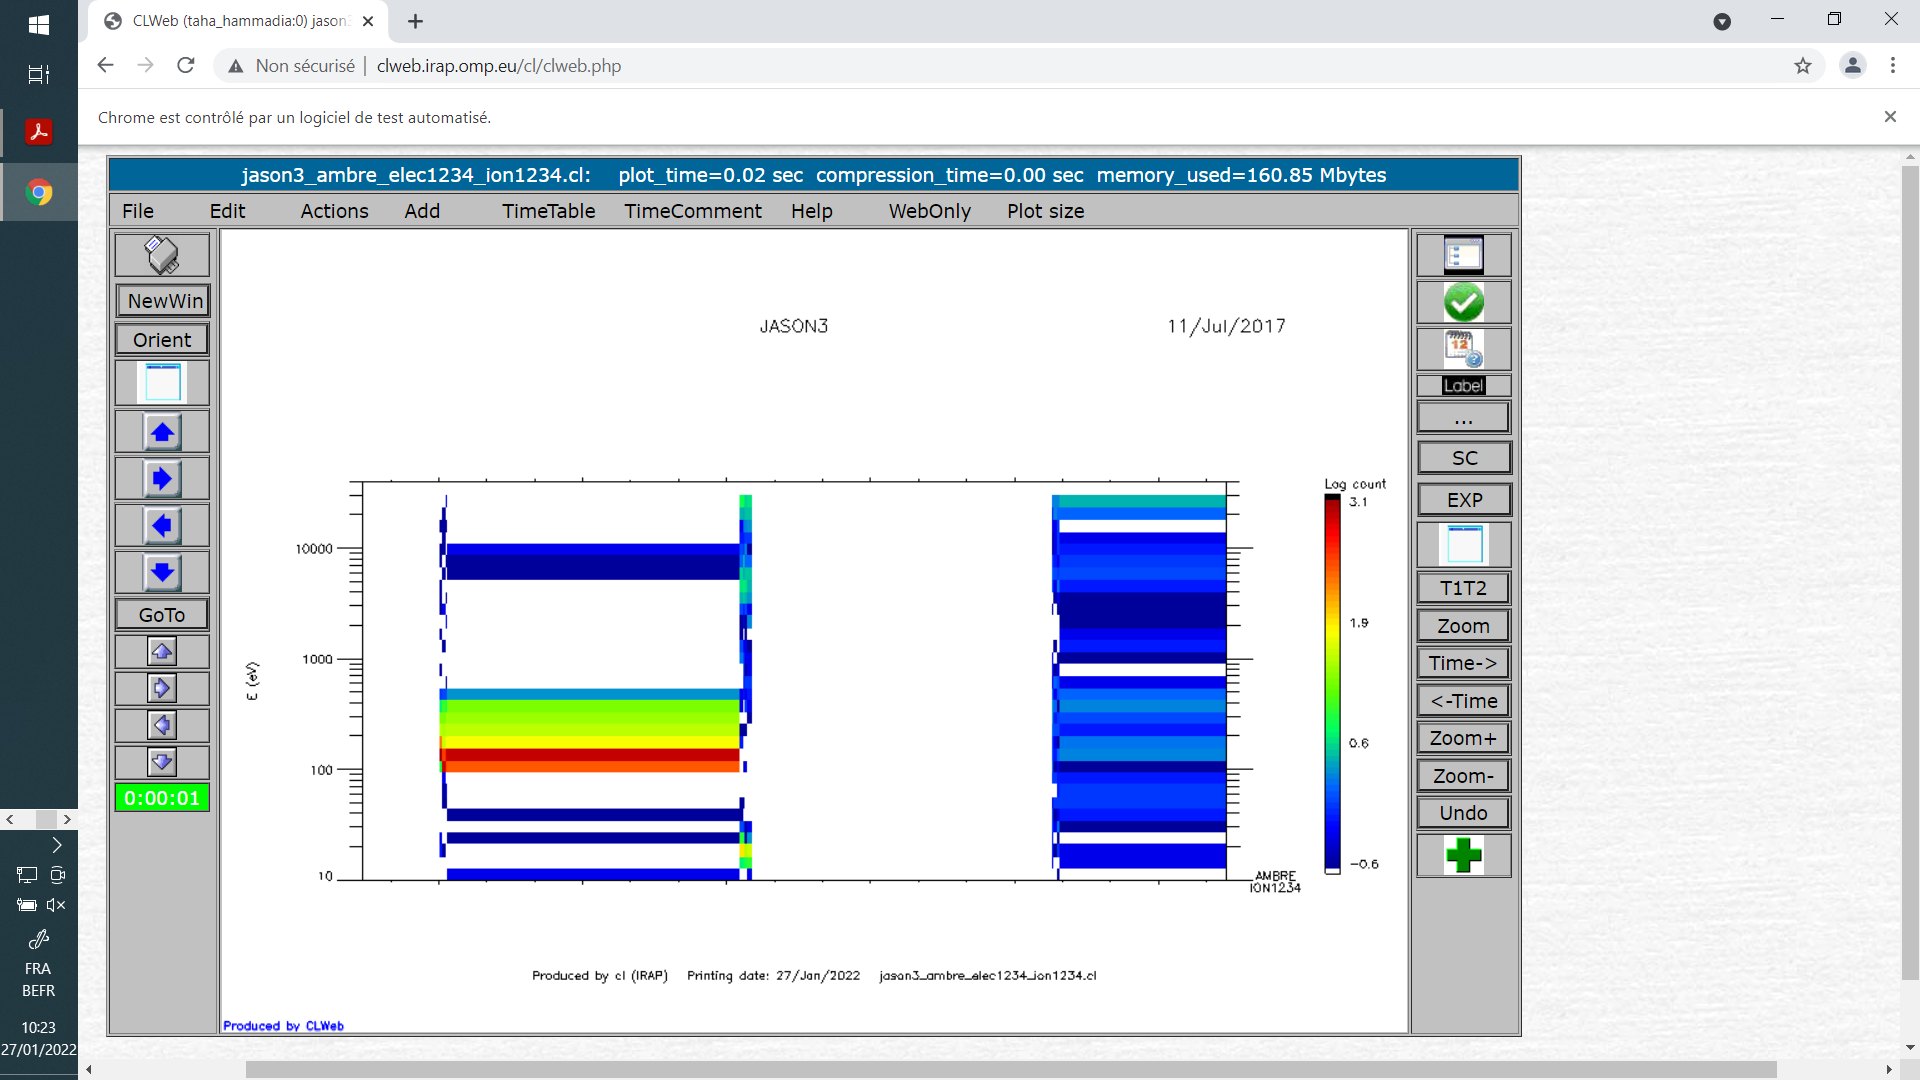 CLWeb (taha_hammadia:0) jason3
Non sécurisé | clweb.irap.omp.eu/cl/clweb.php
Chrome est contrôlé par un logiciel de test automatisé.
jason3_ambre_elec1234_ion1234.cl: plot_time=0.02 sec compression_time=0.00 sec memory_used=160.85 Mbytes
File Edit Actions Add TimeTable TimeComment Help WebOnly Plot size
NewWin
Orient
GoTo
0:00:01
JASON3 11/Jul/2017
Log count
3.1
1.9
0.6
−0.6
10000
1000
100
10
E (eV)
AMBRE
ION1234
Produced by cl (IRAP) Printing date: 27/Jan/2022 jason3_ambre_elec1234_ion1234.cl
Produced by CLWeb
12
Label
...
SC
EXP
T1T2
Zoom
Time->
<-Time
Zoom+
Zoom-
Undo
FRA
BEFR
10:23
27/01/2022